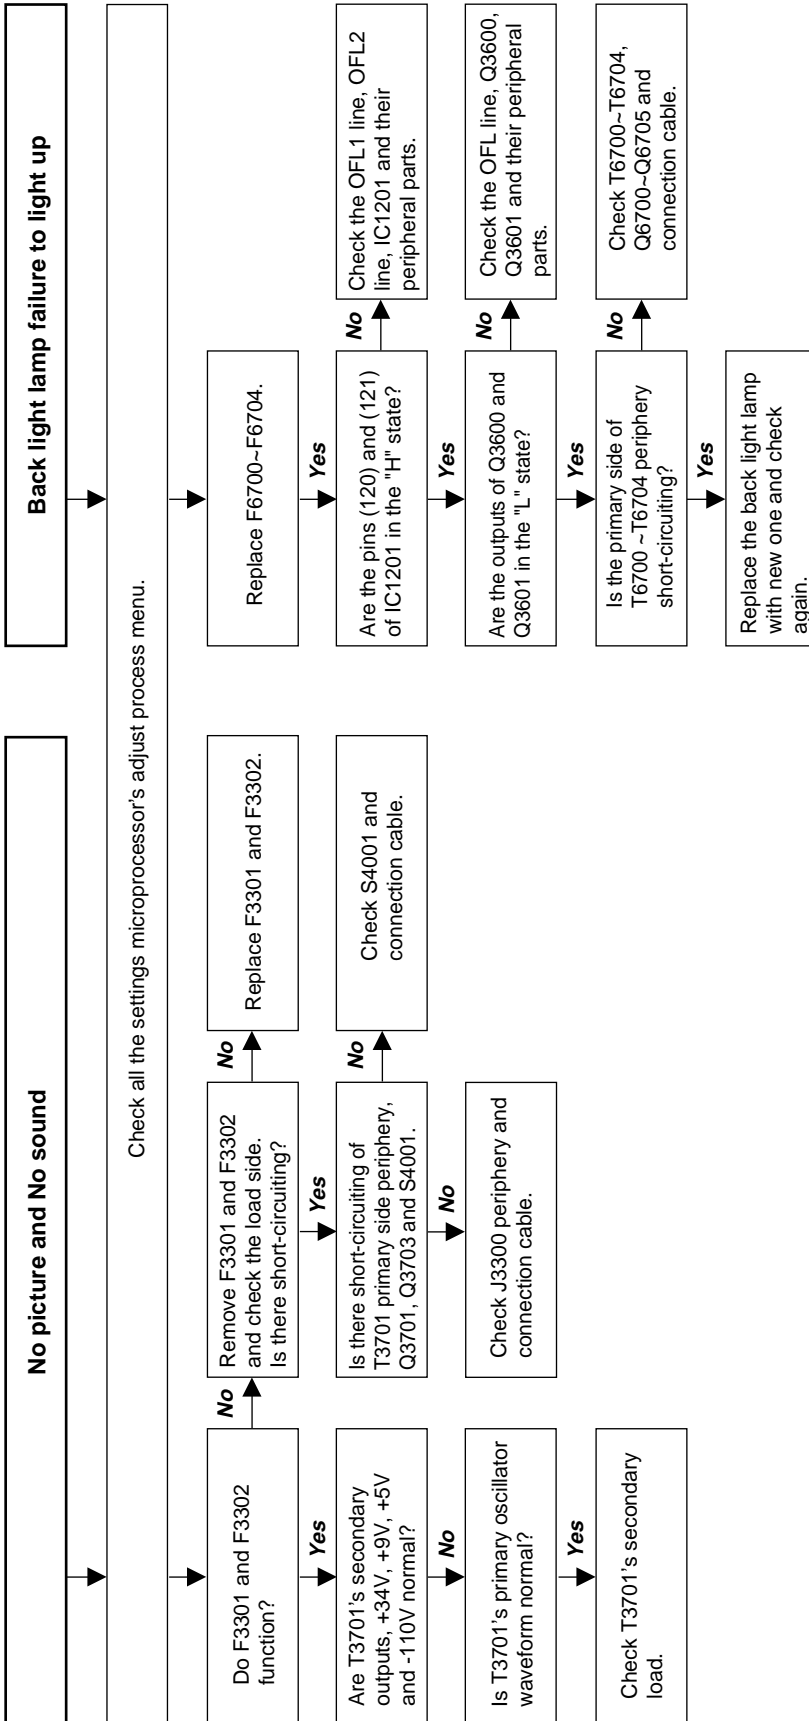 No picture and No sound
Back light lamp failure to light up
Check all the settings microprocessor's adjust process menu.
Do F3301 and F3302
function?
No
Remove F3301 and F3302
and check the load side.
Is there short-circuiting?
No
Replace F3301 and F3302.
Yes
Yes
Are T3701's secondary
outputs, +34V, +9V, +5V
and -110V normal?
Is there short-circuiting of
T3701 primary side periphery,
Q3701, Q3703 and S4001.
No
Check S4001 and
connection cable.
No
No
Is T3701's primary oscillator
waveform normal?
Check J3300 periphery and
connection cable.
Yes
Check T3701's secondary
load.
Replace F6700~F6704.
Yes
Are the pins (120) and (121)
of IC1201 in the "H" state?
No
Check the OFL1 line, OFL2
line, IC1201 and their
peripheral parts.
Yes
Are the outputs of Q3600 and
Q3601 in the "L" state?
No
Check the OFL line, Q3600,
Q3601 and their peripheral
parts.
Yes
Is the primary side of
T6700 ~T6704 periphery
short-circuiting?
No
Check T6700~T6704,
Q6700~Q6705 and
connection cable.
Yes
Replace the back light lamp
with new one and check
again.